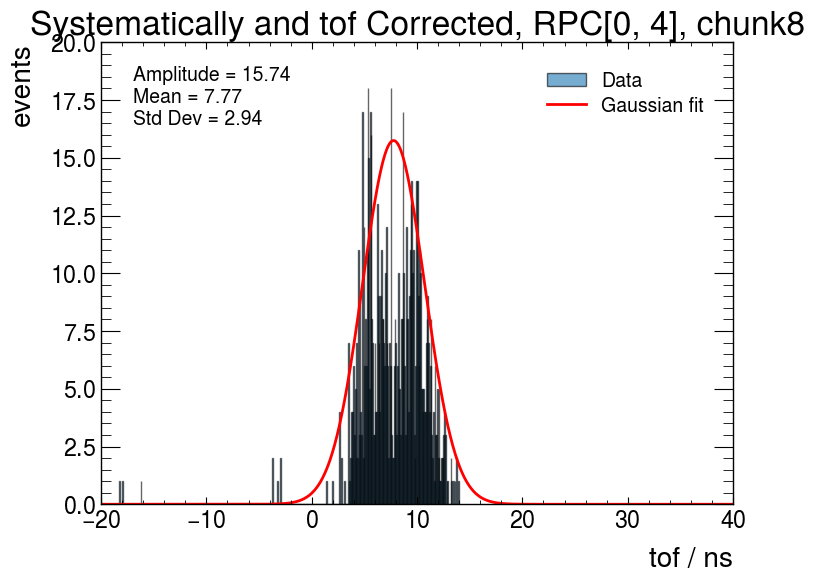 Systematically and tof Corrected, RPC[0, 4], chunk8
events
20.0
17.5
15.0
12.5
10.0
7.5
5.0
2.5
0.0
Amplitude = 15.74
Mean = 7.77
Std Dev = 2.94
Data
Gaussian fit
−20
−10
0
10
20
30
40
tof / ns